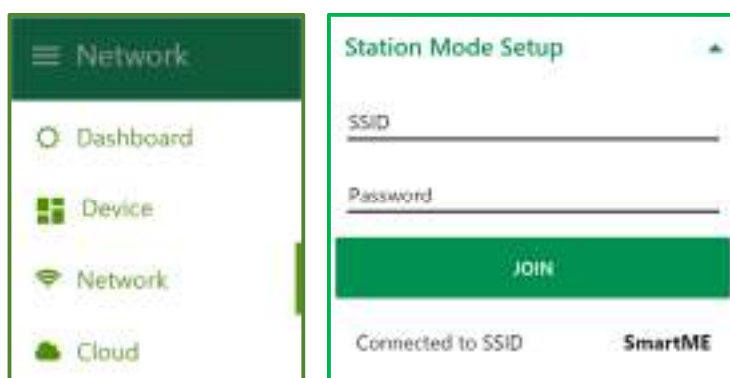 Network
Dashboard
Device
Network
Cloud
Station Mode Setup
SSID
Password
JOIN
Connected to SSID SmartME